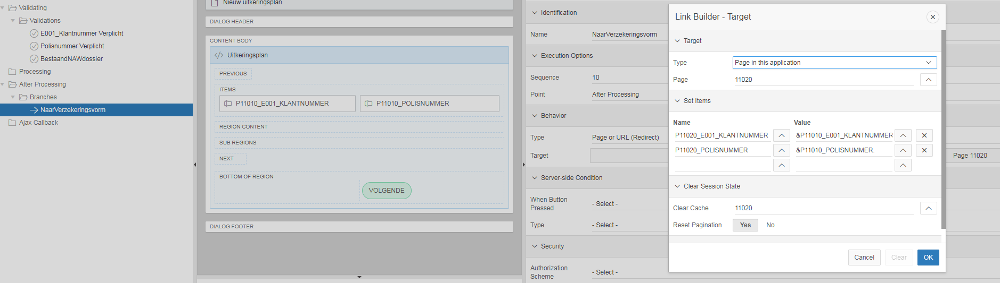 Validating
Validations
E001_Klantnummer Verplicht
Polisnummer Verplicht
BestaandNAWdossier
Processing
After Processing
Branches
NaarVerzekeringsvorm
Ajax Callback
Nieuw uitkeringsplan
DIALOG HEADER
CONTENT BODY
Uitkeringsplan
PREVIOUS
ITEMS
P11010_E001_KLANTNUMMER
P11010_POLISNUMMER
REGION CONTENT
SUB REGIONS
NEXT
BOTTOM OF REGION
VOLGENDE
DIALOG FOOTER
Identification
Name NaarVerzekeringsvorm
Execution Options
Sequence 10
Point After Processing
Behavior
Type Page or URL (Redirect)
Target Page 11020
Server-side Condition
When Button
Pressed - Select -
Type - Select -
Security
Authorization
Scheme - Select -
Link Builder - Target
Target
Type Page in this application
Page 11020
Set Items
Name Value
P11020_E001_KLANTNUMMER &P11010_E001_KLANTNUMMER
P11020_POLISNUMMER &P11010_POLISNUMMER.
Clear Session State
Clear Cache 11020
Reset Pagination Yes No
Cancel Clear OK